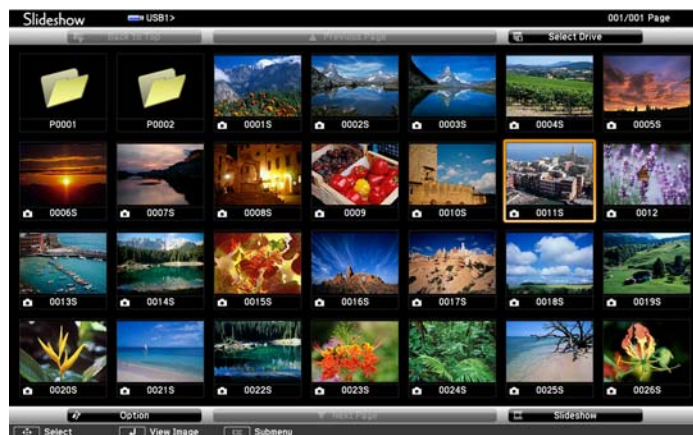 Slideshow USB1> 001/001 Page
Back To Top Previous Page Select Drive
P0001 P0002 0001S 0002S 0003S 0004S 0005S
0006S 0007S 0008S 0009 0010S 0011S 0012
0013S 0014S 0015S 0016S 0017S 0018S 0019S
0020S 0021S 0022S 0023S 0024S 0025S 0026S
Option Next Page Slideshow
Select View Image Esc Submenu